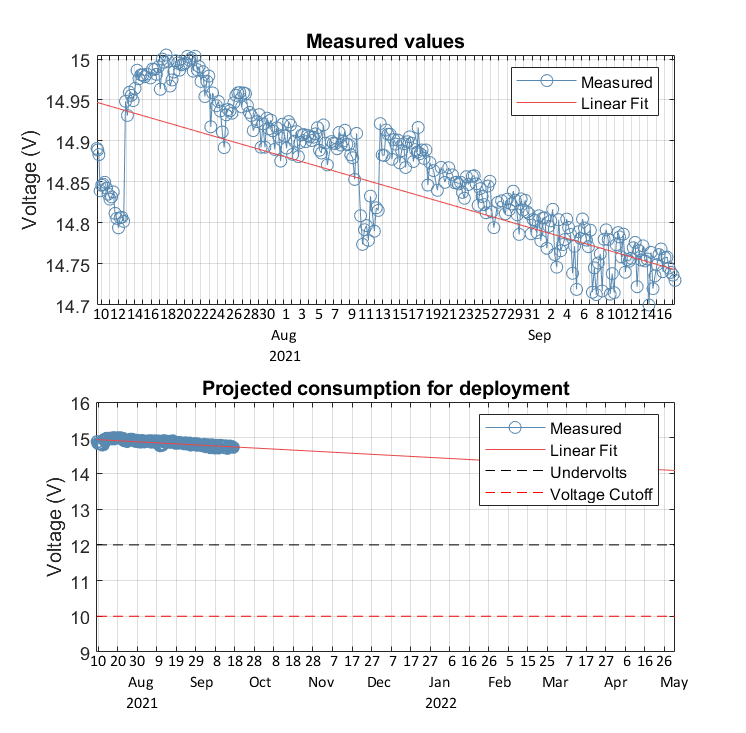 Measured values
15
14.95
14.9
14.85
14.8
14.75
14.7
Voltage (V)
Measured
Linear Fit
10 12 14 16 18 20 22 24 26 28 30 1 3 5 7 9 11 13 15 17 19 21 23 25 27 29 31 2 4 6 8 10 12 14 16
Aug Sep
2021
Projected consumption for deployment
16
15
14
13
12
11
10
9
Voltage (V)
Measured
Linear Fit
Undervolts
Voltage Cutoff
10 20 30 9 19 29 8 18 28 8 18 28 7 17 27 7 17 27 6 16 26 5 15 25 7 17 27 6 16 26
Aug Sep Oct Nov Dec Jan Feb Mar Apr May
2021 2022